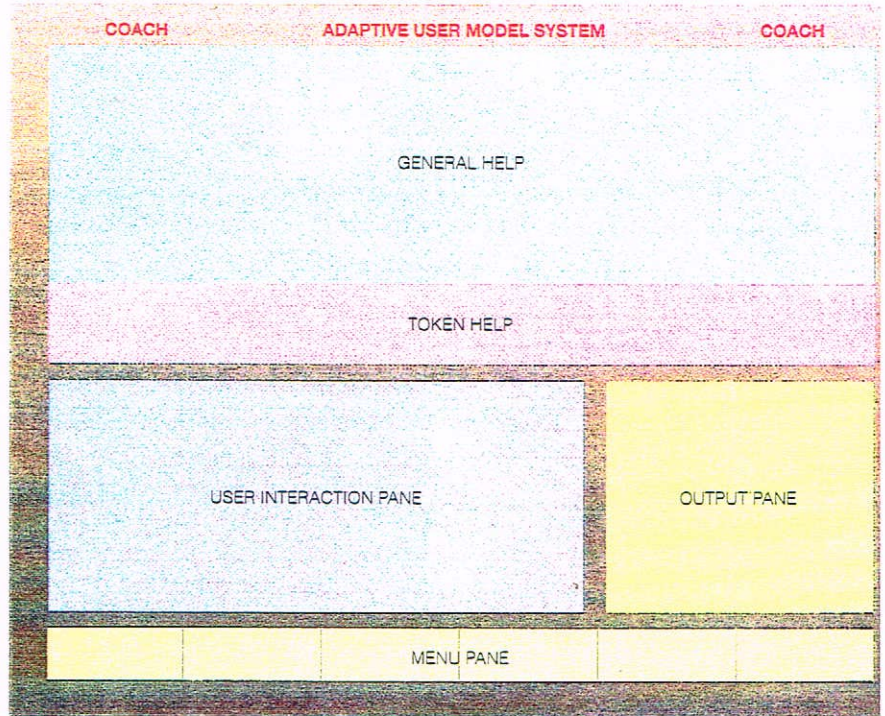 COACH ADAPTIVE USER MODEL SYSTEM COACH
GENERAL HELP
TOKEN HELP
USER INTERACTION PANE OUTPUT PANE
MENU PANE